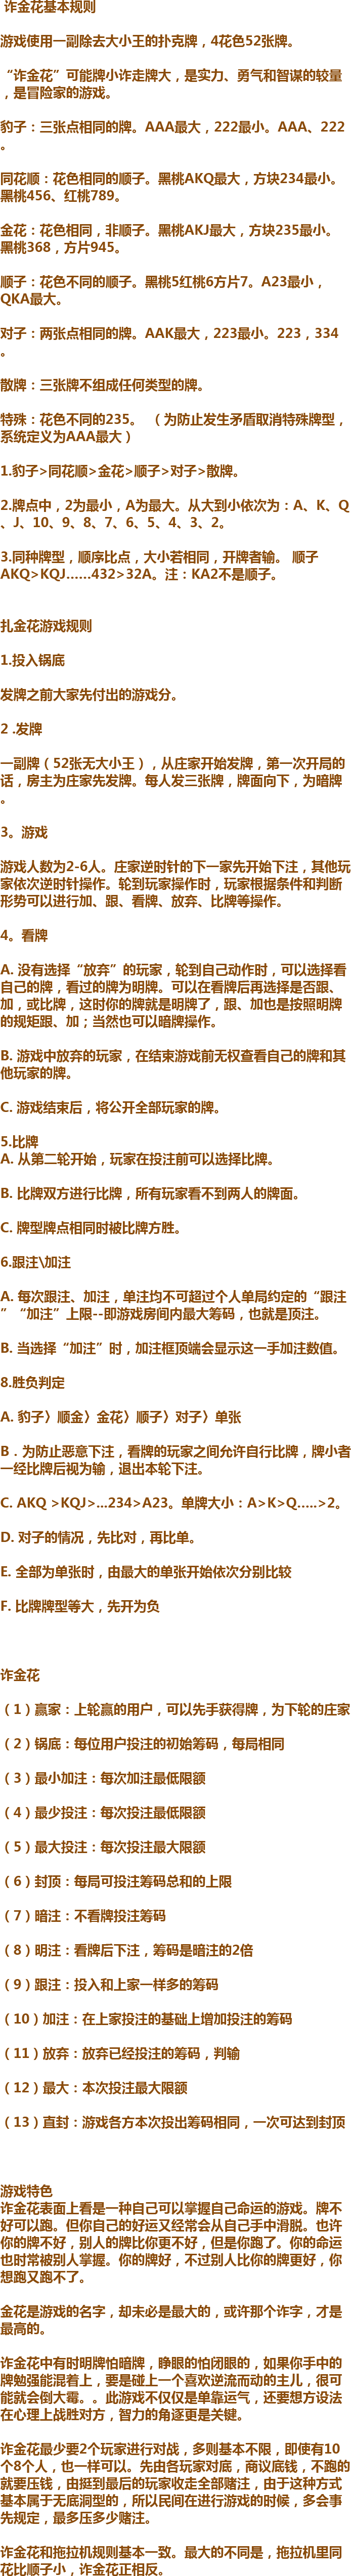 诈金花基本规则
游戏使用一副除去大小王的扑克牌，4花色52张牌。
“诈金花”可能牌小诈走牌大，是实力、勇气和智谋的较量
，是冒险家的游戏。
豹子：三张点相同的牌。AAA最大，222最小。AAA、222
。
同花顺：花色相同的顺子。黑桃AKQ最大，方块234最小。
黑桃456、红桃789。
金花：花色相同，非顺子。黑桃AKJ最大，方块235最小。
黑桃368，方片945。
顺子：花色不同的顺子。黑桃5红桃6方片7。A23最小，
QKA最大。
对子：两张点相同的牌。AAK最大，223最小。223，334
。
散牌：三张牌不组成任何类型的牌。
特殊：花色不同的235。 （为防止发生矛盾取消特殊牌型，
系统定义为AAA最大）
1.豹子>同花顺>金花>顺子>对子>散牌。
2.牌点中，2为最小，A为最大。从大到小依次为：A、K、Q
、J、10、9、8、7、6、5、4、3、2。
3.同种牌型，顺序比点，大小若相同，开牌者输。 顺子
AKQ>KQJ……432>32A。注：KA2不是顺子。
扎金花游戏规则
1.投入锅底
发牌之前大家先付出的游戏分。
2 .发牌
一副牌（52张无大小王），从庄家开始发牌，第一次开局的
话，房主为庄家先发牌。每人发三张牌，牌面向下，为暗牌
。
3。游戏
游戏人数为2-6人。庄家逆时针的下一家先开始下注，其他玩
家依次逆时针操作。轮到玩家操作时，玩家根据条件和判断
形势可以进行加、跟、看牌、放弃、比牌等操作。
4。看牌
A. 没有选择“放弃”的玩家，轮到自己动作时，可以选择看
自己的牌，看过的牌为明牌。可以在看牌后再选择是否跟、
加，或比牌，这时你的牌就是明牌了，跟、加也是按照明牌
的规矩跟、加；当然也可以暗牌操作。
B. 游戏中放弃的玩家，在结束游戏前无权查看自己的牌和其
他玩家的牌。
C. 游戏结束后，将公开全部玩家的牌。
5.比牌
A. 从第二轮开始，玩家在投注前可以选择比牌。
B. 比牌双方进行比牌，所有玩家看不到两人的牌面。
C. 牌型牌点相同时被比牌方胜。
6.跟注\加注
A. 每次跟注、加注，单注均不可超过个人单局约定的“跟注
”“加注”上限--即游戏房间内最大筹码，也就是顶注。
B. 当选择“加注”时，加注框顶端会显示这一手加注数值。
8.胜负判定
A. 豹子〉顺金〉金花〉顺子〉对子〉单张
B．为防止恶意下注，看牌的玩家之间允许自行比牌，牌小者
一经比牌后视为输，退出本轮下注。
C. AKQ >KQJ>...234>A23。单牌大小：A>K>Q…..>2。
D. 对子的情况，先比对，再比单。
E. 全部为单张时，由最大的单张开始依次分别比较
F. 比牌牌型等大，先开为负
诈金花
（1）赢家：上轮赢的用户，可以先手获得牌，为下轮的庄家
（2）锅底：每位用户投注的初始筹码，每局相同
（3）最小加注：每次加注最低限额
（4）最少投注：每次投注最低限额
（5）最大投注：每次投注最大限额
（6）封顶：每局可投注筹码总和的上限
（7）暗注：不看牌投注筹码
（8）明注：看牌后下注，筹码是暗注的2倍
（9）跟注：投入和上家一样多的筹码
（10）加注：在上家投注的基础上增加投注的筹码
（11）放弃：放弃已经投注的筹码，判输
（12）最大：本次投注最大限额
（13）直封：游戏各方本次投出筹码相同，一次可达到封顶
游戏特色
诈金花表面上看是一种自己可以掌握自己命运的游戏。牌不
好可以跑。但你自己的好运又经常会从自己手中滑脱。也许
你的牌不好，别人的牌比你更不好，但是你跑了。你的命运
也时常被别人掌握。你的牌好，不过别人比你的牌更好，你
想跑又跑不了。
金花是游戏的名字，却未必是最大的，或许那个诈字，才是
最高的。
诈金花中有时明牌怕暗牌，睁眼的怕闭眼的，如果你手中的
牌勉强能混着上，要是碰上一个喜欢逆流而动的主儿，很可
能就会倒大霉。。此游戏不仅仅是单靠运气，还要想方设法
在心理上战胜对方，智力的角逐更是关键。
诈金花最少要2个玩家进行对战，多则基本不限，即使有10
个8个人，也一样可以。先由各玩家对底，商议底钱，不跑的
就要压钱，由挺到最后的玩家收走全部赌注，由于这种方式
基本属于无底洞型的，所以民间在进行游戏的时候，多会事
先规定，最多压多少赌注。
诈金花和拖拉机规则基本一致。最大的不同是，拖拉机里同
花比顺子小，诈金花正相反。